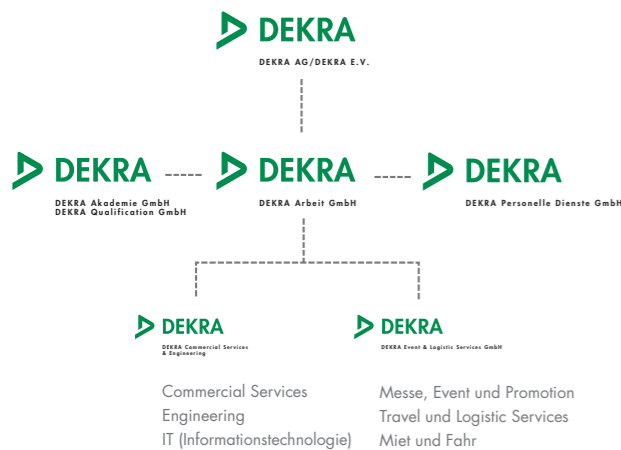 DEKRA
DEKRA AG/DEKRA E.V.
DEKRA
DEKRA Akademie GmbH
DEKRA Qualification GmbH
DEKRA
DEKRA Arbeit GmbH
DEKRA
DEKRA Personelle Dienste GmbH
DEKRA
DEKRA Commercial Services
& Engineering
Commercial Services
Engineering
IT (Informationstechnologie)
DEKRA
DEKRA Event & Logistic Services GmbH
Messe, Event und Promotion
Travel und Logistic Services
Miet und Fahr